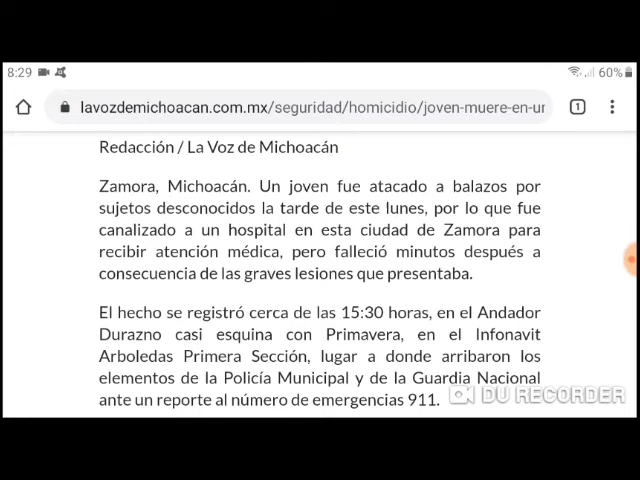 8:29 60%
lavozdemichoacan.com.mx/seguridad/homicidio/joven-muere-en-ur 1
Redacción / La Voz de Michoacán
Zamora, Michoacán. Un joven fue atacado a balazos por
sujetos desconocidos la tarde de este lunes, por lo que fue
canalizado a un hospital en esta ciudad de Zamora para
recibir atención médica, pero falleció minutos después a
consecuencia de las graves lesiones que presentaba.
El hecho se registró cerca de las 15:30 horas, en el Andador
Durazno casi esquina con Primavera, en el Infonavit
Arboledas Primera Sección, lugar a donde arribaron los
elementos de la Policía Municipal y de la Guardia Nacional
ante un reporte al número de emergencias 911.
DU RECORDER